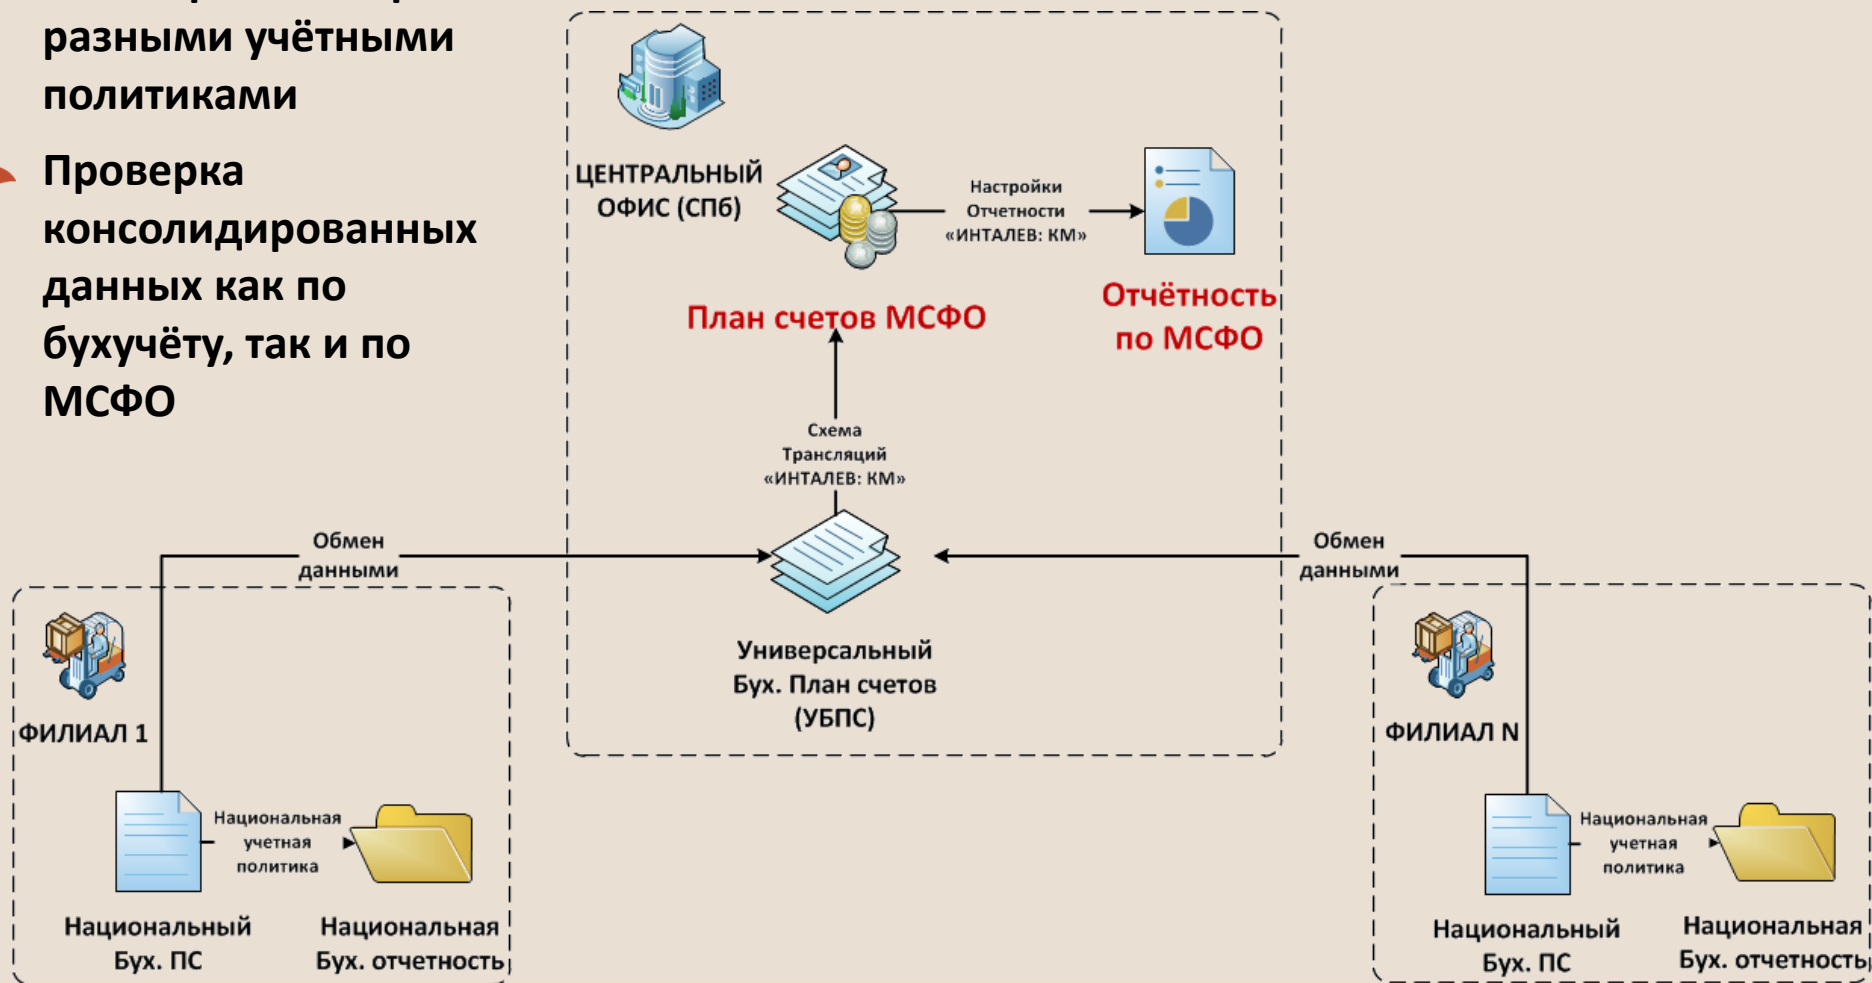 разными учётными
политиками
Проверка
консолидированных
данных как по
бухучёту, так и по
МСФО
ЦЕНТРАЛЬНЫЙ
ОФИС (СПб)
Настройки
Отчетности
«ИНТАЛЕВ: КМ»
План счетов МСФО
Отчётность
по МСФО
Схема
Трансляций
«ИНТАЛЕВ: КМ»
Обмен
данными
Обмен
данными
Универсальный
Бух. План счетов
(УБПС)
ФИЛИАЛ 1
Национальная
учетная
политика
Национальный
Бух. ПС
Национальная
Бух. отчетность
ФИЛИАЛ N
Национальная
учетная
политика
Национальный
Бух. ПС
Национальная
Бух. отчетность